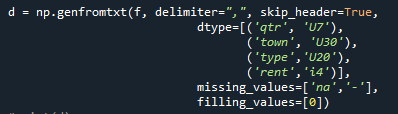 d = np.genfromtxt(f, delimiter=",", skip_header=True,
dtype=[('qtr', 'U7'),
('town', 'U30'),
('type','U20'),
('rent','i4')],
missing_values=['na','-'],
filling_values=[0])